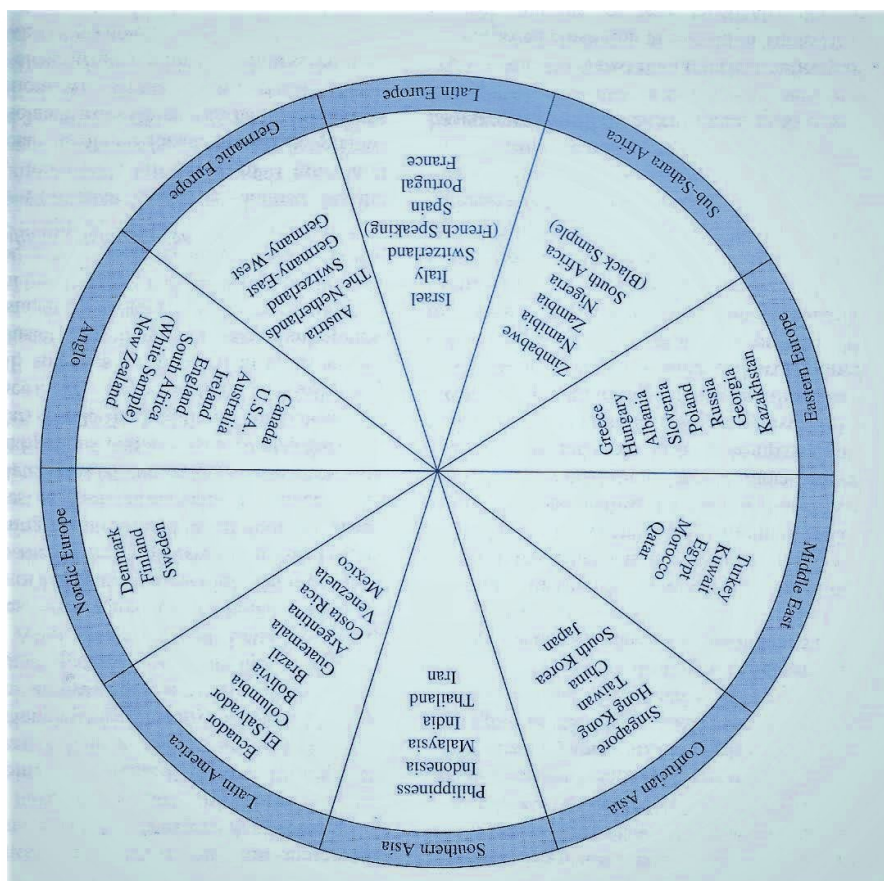 Southern Asia
Philippiness
Indonesia
Malaysia
India
Thailand
Iran
Latin America
Ecuador
El Salvador
Columbia
Bolivia
Brazil
Guatemala
Argentina
Costa Rica
Venezuela
Mexico
Nordic Europe
Denmark
Finland
Sweden
Anglo
Canada
U.S.A.
Australia
Ireland
England
South Africa
(White Sample)
New Zealand
Germanic Europe
Austria
The Netherlands
Switzerland
Germany-East
Germany-West
Latin Europe
Israel
Italy
Switzerland
(French Speaking)
Spain
Portugal
France
Sub-Sahara Africa
Zimbabwe
Namibia
Zambia
Nigeria
South Africa
(Black Sample)
Eastern Europe
Greece
Hungary
Albania
Slovenia
Poland
Russia
Georgia
Kazakhstan
Middle East
Turkey
Kuwait
Egypt
Morocco
Qatar
Confucian Asia
Singapore
Hong Kong
Taiwan
China
South Korea
Japan